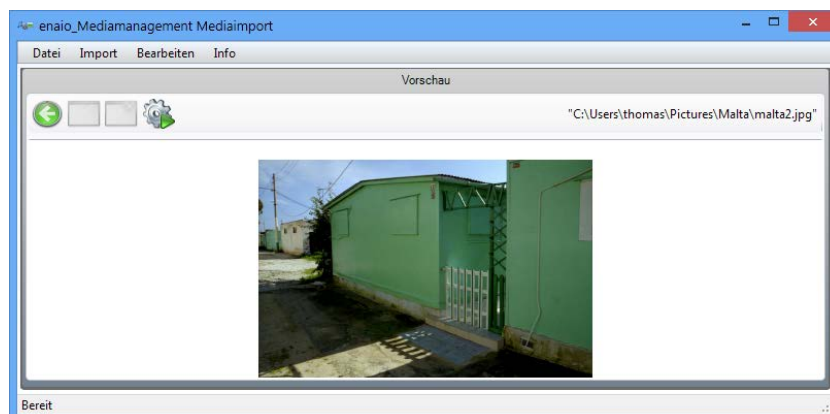 enaio_Mediamanagement Mediaimport
Datei Import Bearbeiten Info
Vorschau
"C:\Users\thomas\Pictures\Malta\malta2.jpg"
Bereit